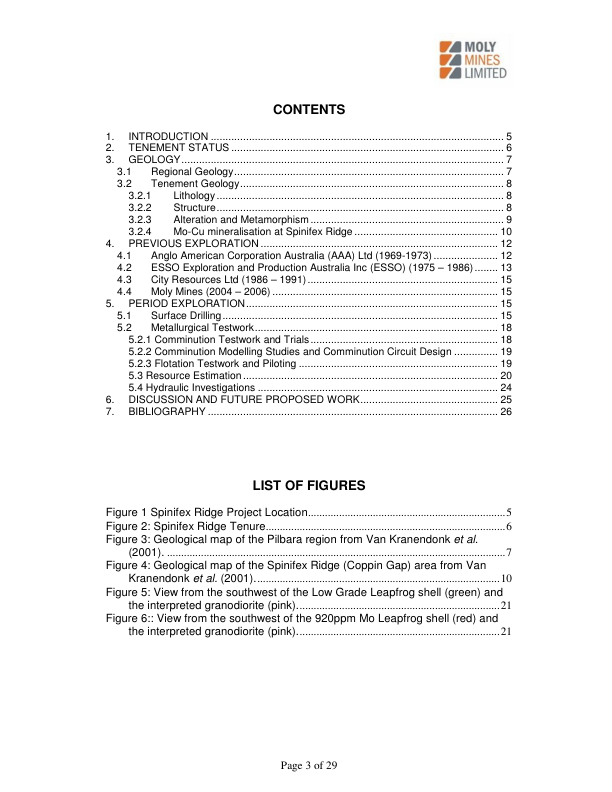 MOLY
MINES
LIMITED
CONTENTS
1. INTRODUCTION ................................................................................................... 5
2. TENEMENT STATUS ............................................................................................ 6
3. GEOLOGY............................................................................................................. 7
3.1 Regional Geology............................................................................................ 7
3.2 Tenement Geology.......................................................................................... 8
3.2.1 Lithology ................................................................................................. 8
3.2.2 Structure................................................................................................. 8
3.2.3 Alteration and Metamorphism ................................................................. 9
3.2.4 Mo-Cu mineralisation at Spinifex Ridge ................................................ 10
4. PREVIOUS EXPLORATION ................................................................................ 12
4.1 Anglo American Corporation Australia (AAA) Ltd (1969-1973) ...................... 12
4.2 ESSO Exploration and Production Australia Inc (ESSO) (1975 – 1986) ........ 13
4.3 City Resources Ltd (1986 – 1991) ................................................................. 15
4.4 Moly Mines (2004 – 2006) ............................................................................. 15
5. PERIOD EXPLORATION..................................................................................... 15
5.1 Surface Drilling.............................................................................................. 15
5.2 Metallurgical Testwork................................................................................... 18
5.2.1 Comminution Testwork and Trials................................................................ 18
5.2.2 Comminution Modelling Studies and Comminution Circuit Design ............... 19
5.2.3 Flotation Testwork and Piloting .................................................................... 19
5.3 Resource Estimation ...................................................................................... 20
5.4 Hydraulic Investigations ................................................................................. 24
6. DISCUSSION AND FUTURE PROPOSED WORK............................................... 25
7. BIBLIOGRAPHY .................................................................................................. 26
LIST OF FIGURES
Figure 1 Spinifex Ridge Project Location..................................................................5
Figure 2: Spinifex Ridge Tenure................................................................................6
Figure 3: Geological map of the Pilbara region from Van Kranendonk et al.
(2001). .................................................................................................................7
Figure 4: Geological map of the Spinifex Ridge (Coppin Gap) area from Van
Kranendonk et al. (2001)..................................................................................10
Figure 5: View from the southwest of the Low Grade Leapfrog shell (green) and
the interpreted granodiorite (pink)....................................................................21
Figure 6:: View from the southwest of the 920ppm Mo Leapfrog shell (red) and
the interpreted granodiorite (pink)....................................................................21
Page 3 of 29